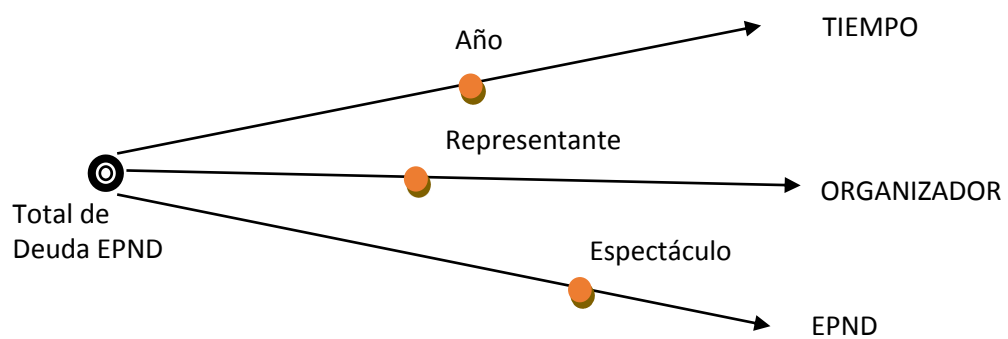 TIEMPO
Año
Representante
ORGANIZADOR
Total de
Deuda EPND
Espectáculo
EPND